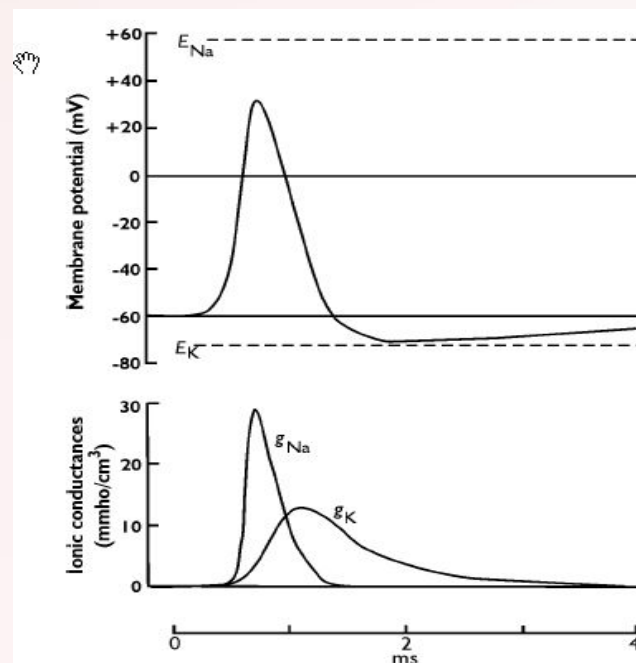 +60
E_Na
+40
+20
0
-20
-40
-60
E_K
-80
Membrane potential (mV)
30
g_Na
20
g_K
10
0
Ionic conductances
(mmho/cm³)
0
2
4
ms